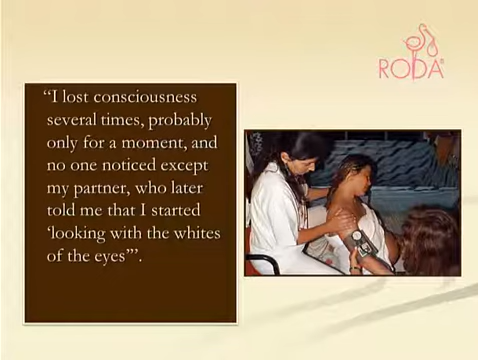 RODA®
“I lost consciousness
several times, probably
only for a moment, and
no one noticed except
my partner, who later
told me that I started
‘looking with the whites
of the eyes”’.